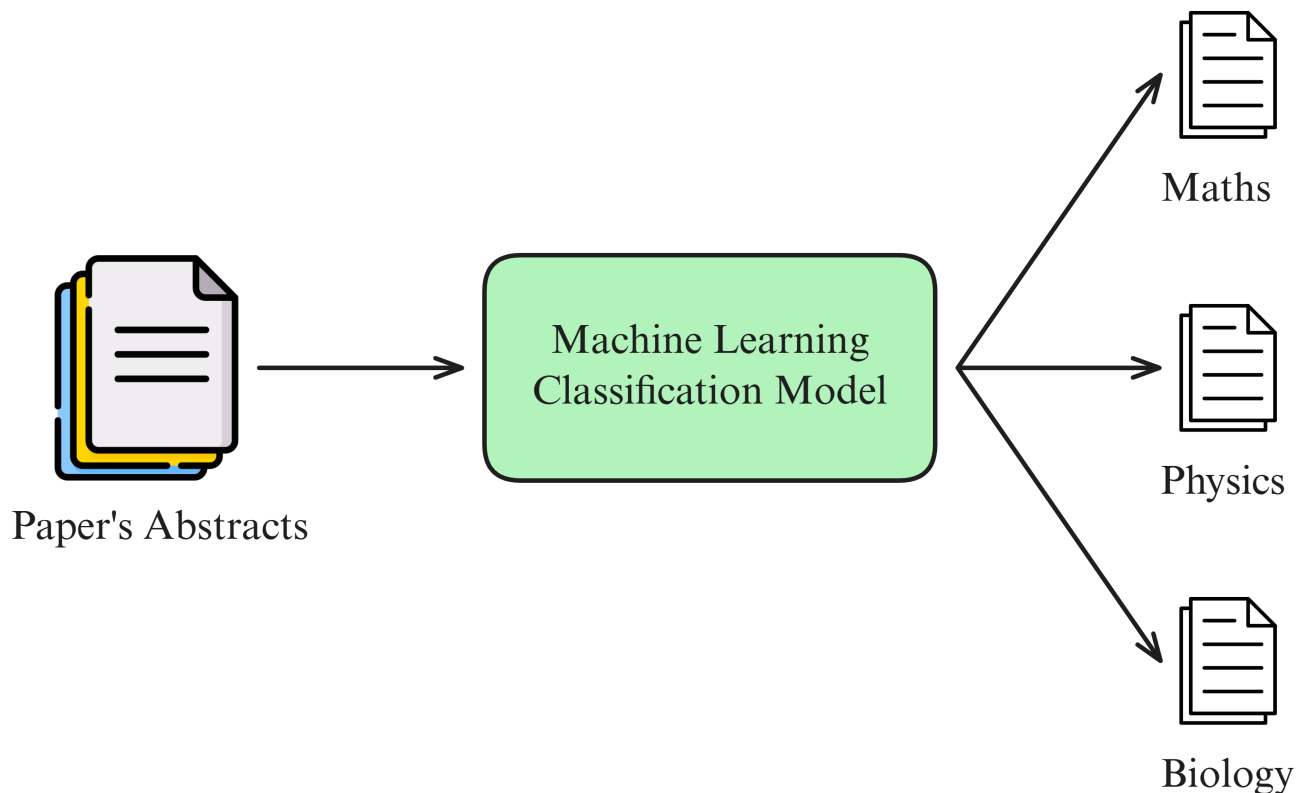 Maths
Machine Learning
Classification Model
Physics
Paper's Abstracts
Biology